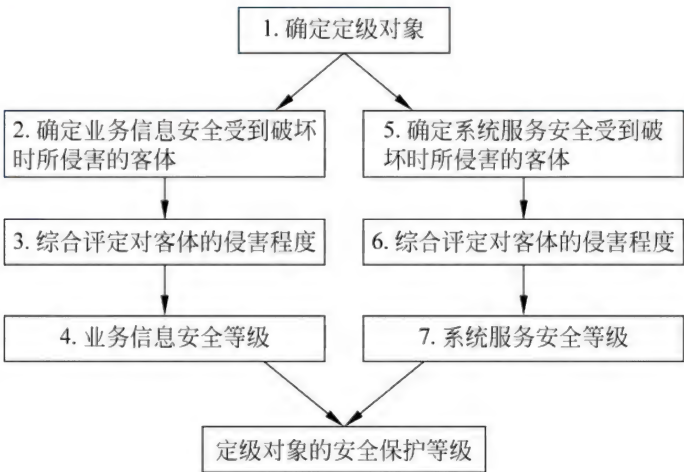 1. 确定定级对象
2. 确定业务信息安全受到破坏
时所侵害的客体
5. 确定系统服务安全受到破
坏时所侵害的客体
3. 综合评定对客体的侵害程度
6. 综合评定对客体的侵害程度
4. 业务信息安全等级
7. 系统服务安全等级
定级对象的安全保护等级